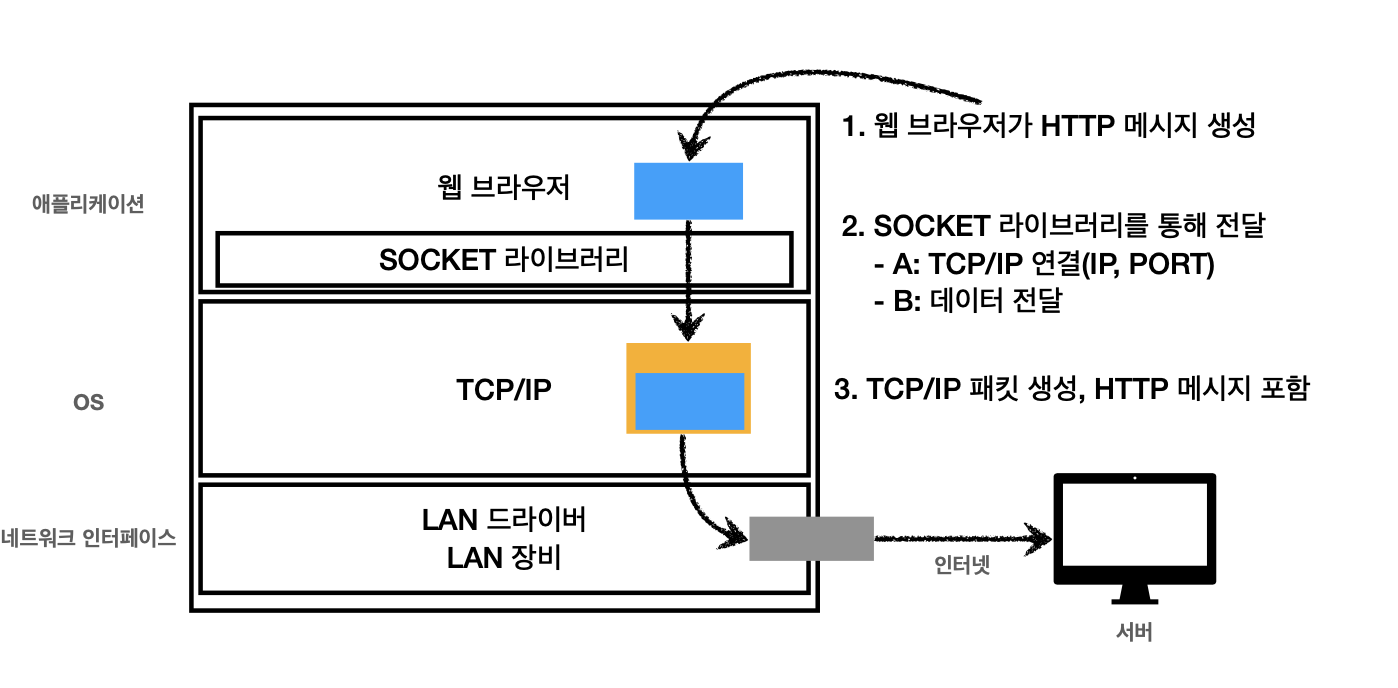 1. 웹 브라우저가 HTTP 메시지 생성
애플리케이션
웹 브라우저
SOCKET 라이브러리
2. SOCKET 라이브러리를 통해 전달
- A: TCP/IP 연결(IP, PORT)
- B: 데이터 전달
OS
TCP/IP
3. TCP/IP 패킷 생성, HTTP 메시지 포함
네트워크 인터페이스
LAN 드라이버
LAN 장비
인터넷
서버